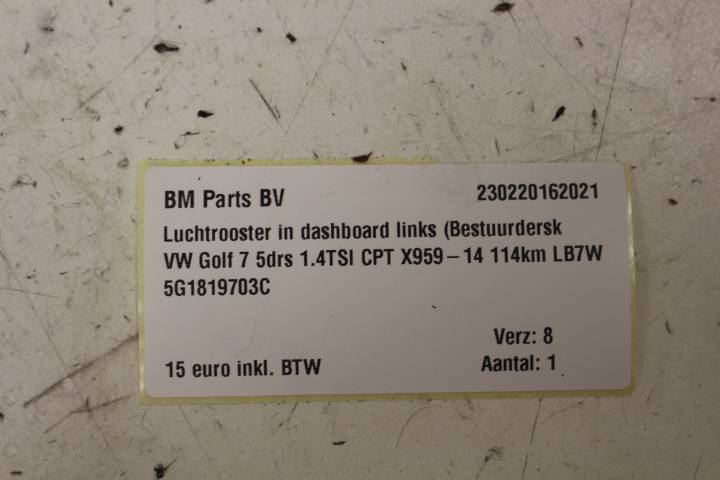 BM Parts BV 230220162021
Luchtrooster in dashboard links (Bestuurdersk
VW Golf 7 5drs 1.4TSI CPT X959-14 114km LB7W
5G1819703C
Verz: 8
15 euro inkl. BTW Aantal: 1